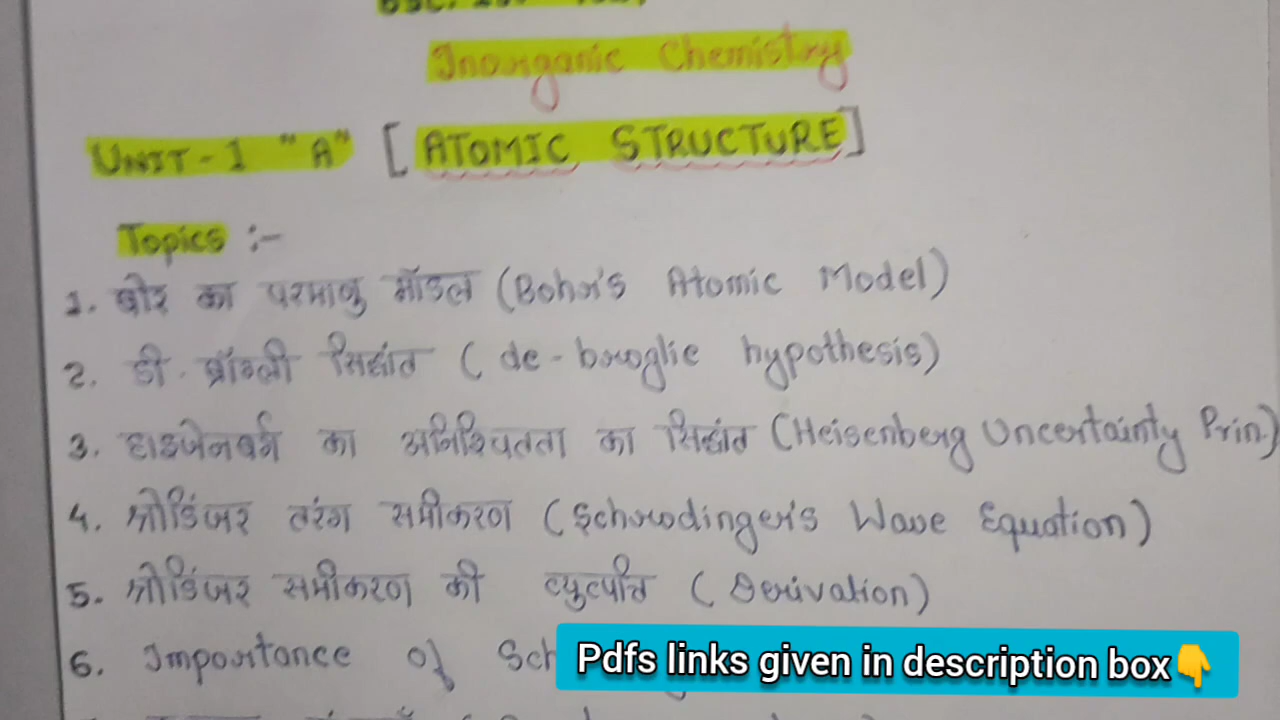 Inorganic Chemistry
UNIT-1 "A" [ATOMIC STRUCTURE]
Topics :-
1. बोर का परमाणु मॉडल (Bohr's Atomic Model)
2. डी. ब्रॉग्ली सिद्धांत (de-broglie hypothesis)
3. हाइजेनबर्ग का अनिश्चितता का सिद्धांत (Heisenberg Uncertainty Prin.)
4. श्रोडिंजर तरंग समीकरण (Schrodinger's Wave Equation)
5. श्रोडिंजर समीकरण की व्युत्पत्ति (Derivation)
6. Importance of Sch
Pdfs links given in description box👇